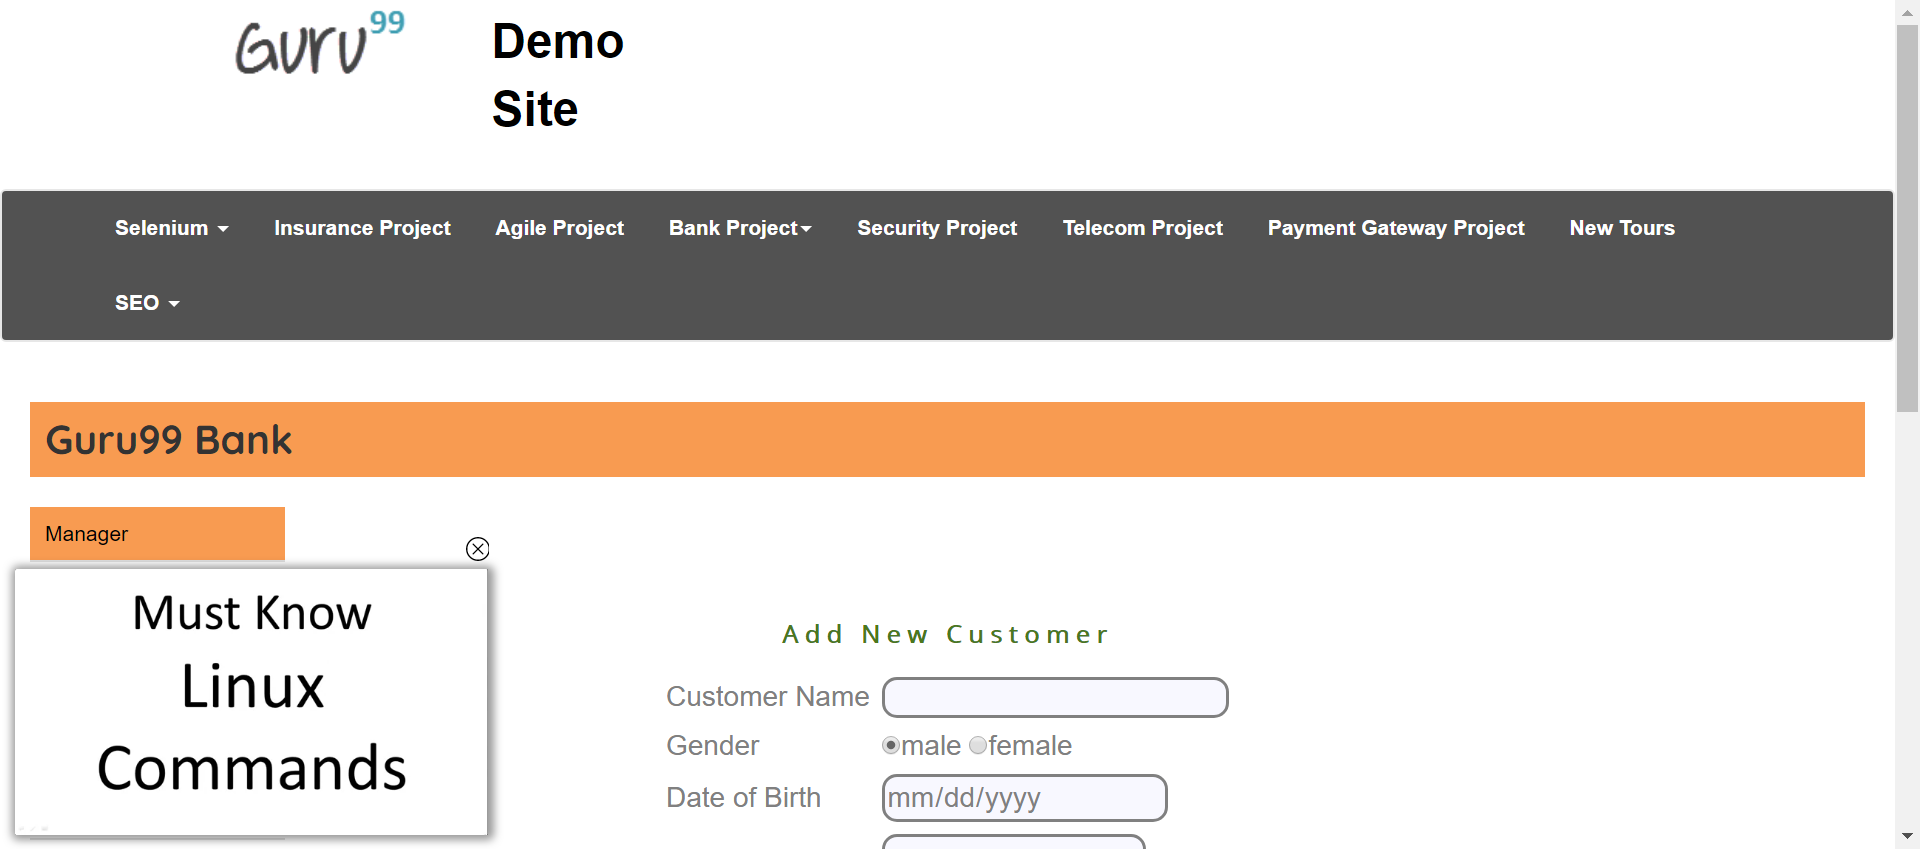 Guru99
Demo
Site
Selenium
Insurance Project
Agile Project
Bank Project
Security Project
Telecom Project
Payment Gateway Project
New Tours
SEO
Guru99 Bank
Manager
Must Know
Linux
Commands
Add New Customer
Customer Name
Gender male female
Date of Birth mm/dd/yyyy